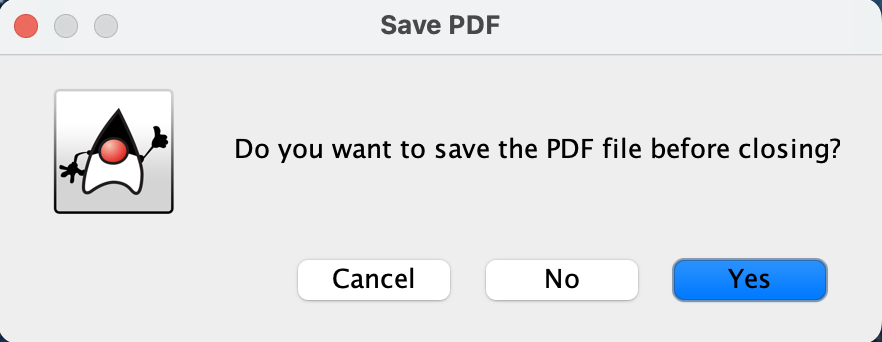 Save PDF
Do you want to save the PDF file before closing?
Cancel
No
Yes